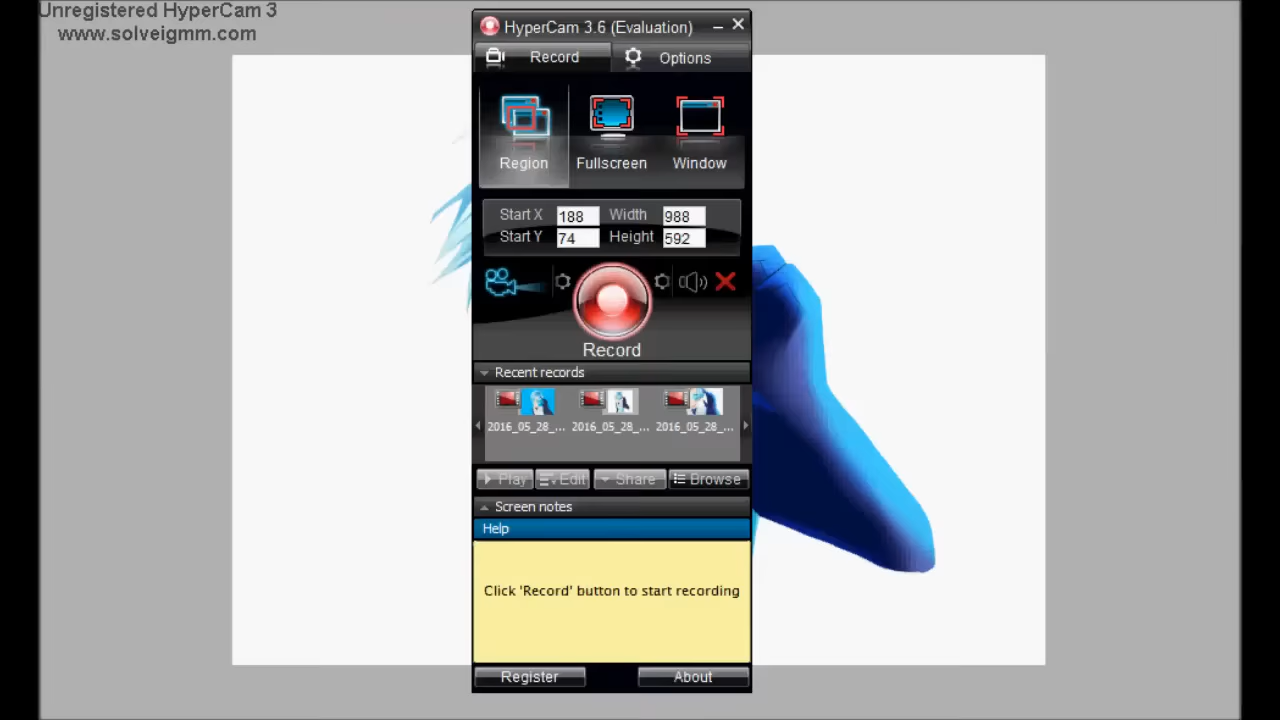 Unregistered HyperCam 3
www.solveigmm.com
HyperCam 3.6 (Evaluation)
Record
Options
Region
Fullscreen
Window
Start X 188 Width 988
Start Y 74 Height 592
Record
Recent records
2016_05_28_... 2016_05_28_... 2016_05_28_...
Play Edit Share Browse
Screen notes
Help
Click 'Record' button to start recording
Register
About